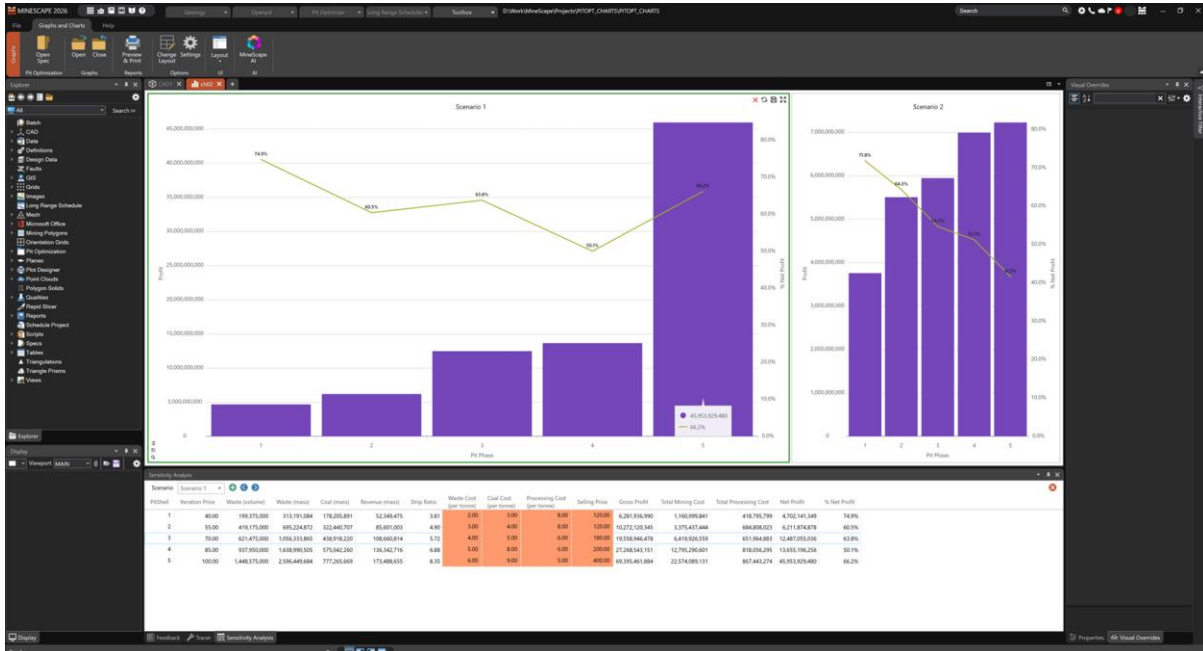 MINESCAPE 2026
Geology
Openpit
Pit Optimizer
Long Range Scheduler
Toolbox
D:\Work\MineScape\Projects\PITOPT_CHARTS\PITOPT_CHARTS
Search
File
Graphs and Charts
Help
Graphs
Open Spec
Open
Close
Preview & Print
Change Layout
Settings
Layout
MineScape AI
Pit Optimization
Graphs
Reports
Options
UI
AI
Explorer
ch02
Visual Overrides
All
Search >>
Batch
CAD
Data
Definitions
Design Data
Faults
GIS
Grids
Images
Long Range Schedule
Mesh
Microsoft Office
Mining Polygons
Orientation Grids
Pit Optimization
Planes
Plot Designer
Point Clouds
Polygon Solids
Qualities
Rapid Slicer
Reports
Schedule Project
Scripts
Specs
Tables
Triangulations
Triangle Prisms
Views
Explorer
Display
Viewport MAIN
Display
Interactive Filter
Scenario 1
45,000,000,000
40,000,000,000
35,000,000,000
30,000,000,000
25,000,000,000
20,000,000,000
15,000,000,000
10,000,000,000
5,000,000,000
0
Profit
74.9%
60.5%
63.8%
50.1%
66.2%
80.0%
70.0%
60.0%
50.0%
40.0%
30.0%
20.0%
10.0%
0.0%
% Net Profit
45,953,929,480
66.2%
1 2 3 4 5
Pit Phase
Scenario 2
7,000,000,000
6,000,000,000
5,000,000,000
4,000,000,000
3,000,000,000
2,000,000,000
1,000,000,000
0
Profit
71.8%
64.3%
80.0%
70.0%
60.0%
50.0%
40.0%
30.0%
20.0%
10.0%
0.0%
% Net Profit
1 2 3 4 5
Pit Phase
Sensitivity Analysis
Scenario Scenario 1
PitShell Iteration Price Waste (volume) Waste (mass) Coal (mass) Revenue (mass) Strip Ratio Waste Cost (per tonne) Coal Cost (per tonne) Processing Cost (per tonne) Selling Price Gross Profit Total Mining Cost Total Processing Cost Net Profit % Net Profit
1 40.00 199,375,000 313,191,084 178,205,891 52,349,475 3.81 2.00 3.00 8.00 120.00 6,281,936,990 1,160,999,841 418,795,799 4,702,141,349 74.9%
2 55.00 419,175,000 695,224,872 322,440,707 85,601,003 4.90 3.00 4.00 8.00 120.00 10,272,120,345 3,375,437,444 684,808,023 6,211,874,878 60.5%
3 70.00 621,475,000 1,056,333,865 438,918,220 108,660,814 5.72 4.00 5.00 6.00 180.00 19,558,946,478 6,419,926,559 651,964,883 12,487,055,036 63.8%
4 85.00 937,950,000 1,638,990,505 575,042,260 136,342,716 6.88 5.00 8.00 6.00 200.00 27,268,543,151 12,795,290,601 818,056,295 13,655,196,256 50.1%
5 100.00 1,448,575,000 2,596,449,684 777,265,669 173,488,655 8.35 6.00 9.00 5.00 400.00 69,395,461,884 22,574,089,131 867,443,274 45,953,929,480 66.2%
Feedback
Tracer
Sensitivity Analysis
Properties
Visual Overrides